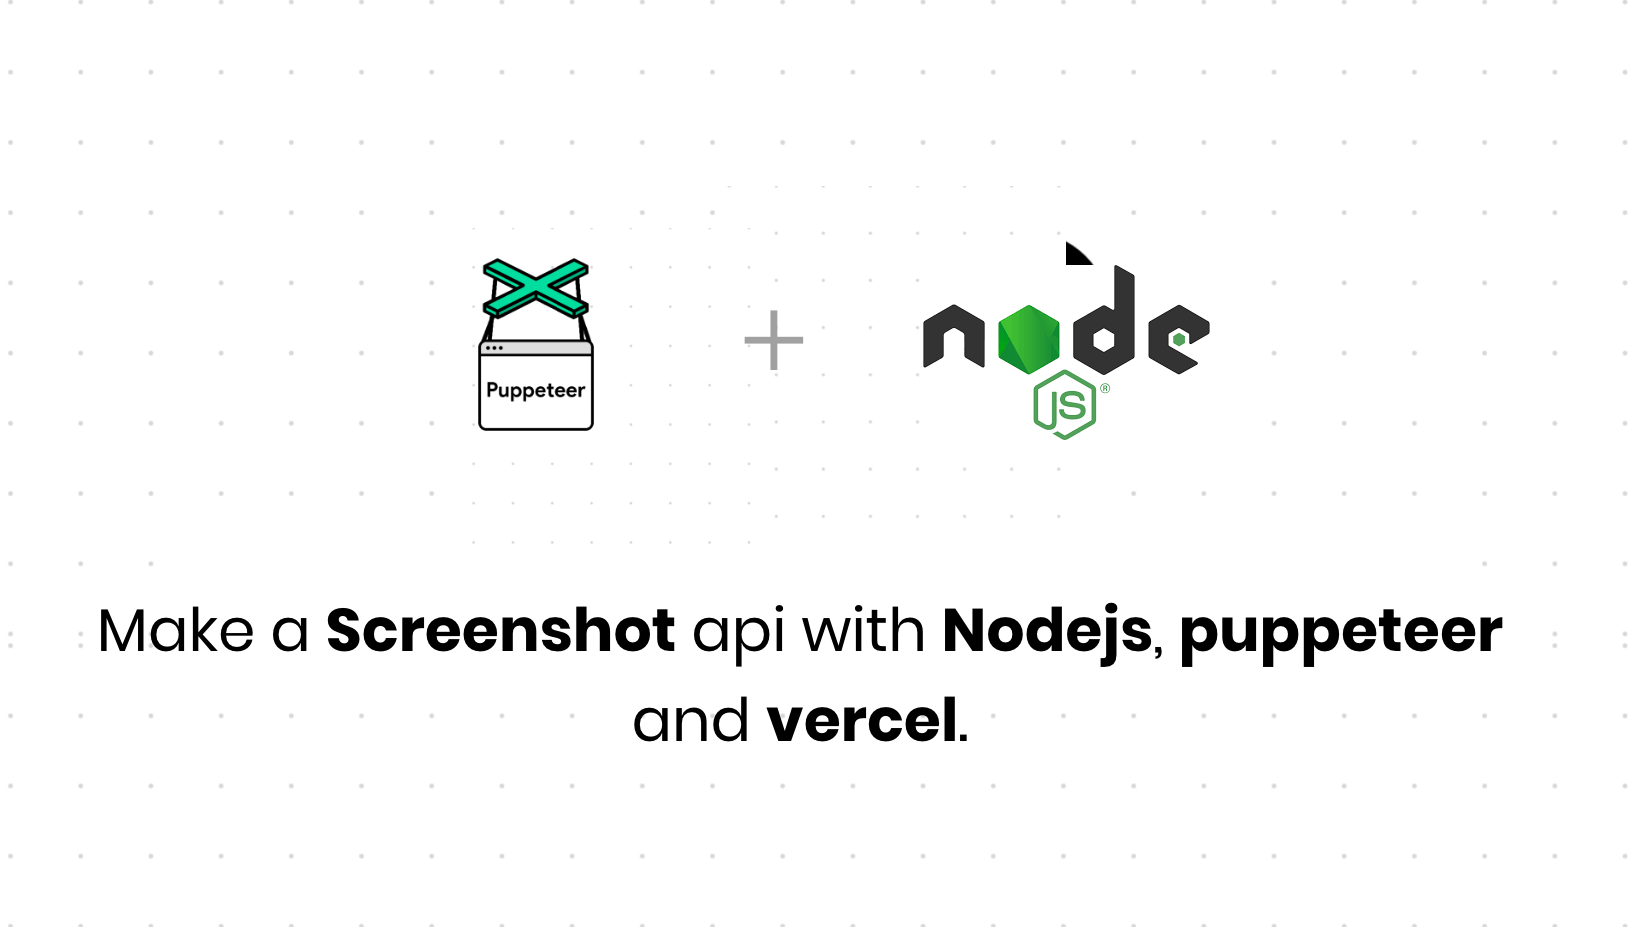 Puppeteer
node
JS®
Make a Screenshot api with Nodejs, puppeteer
and vercel.